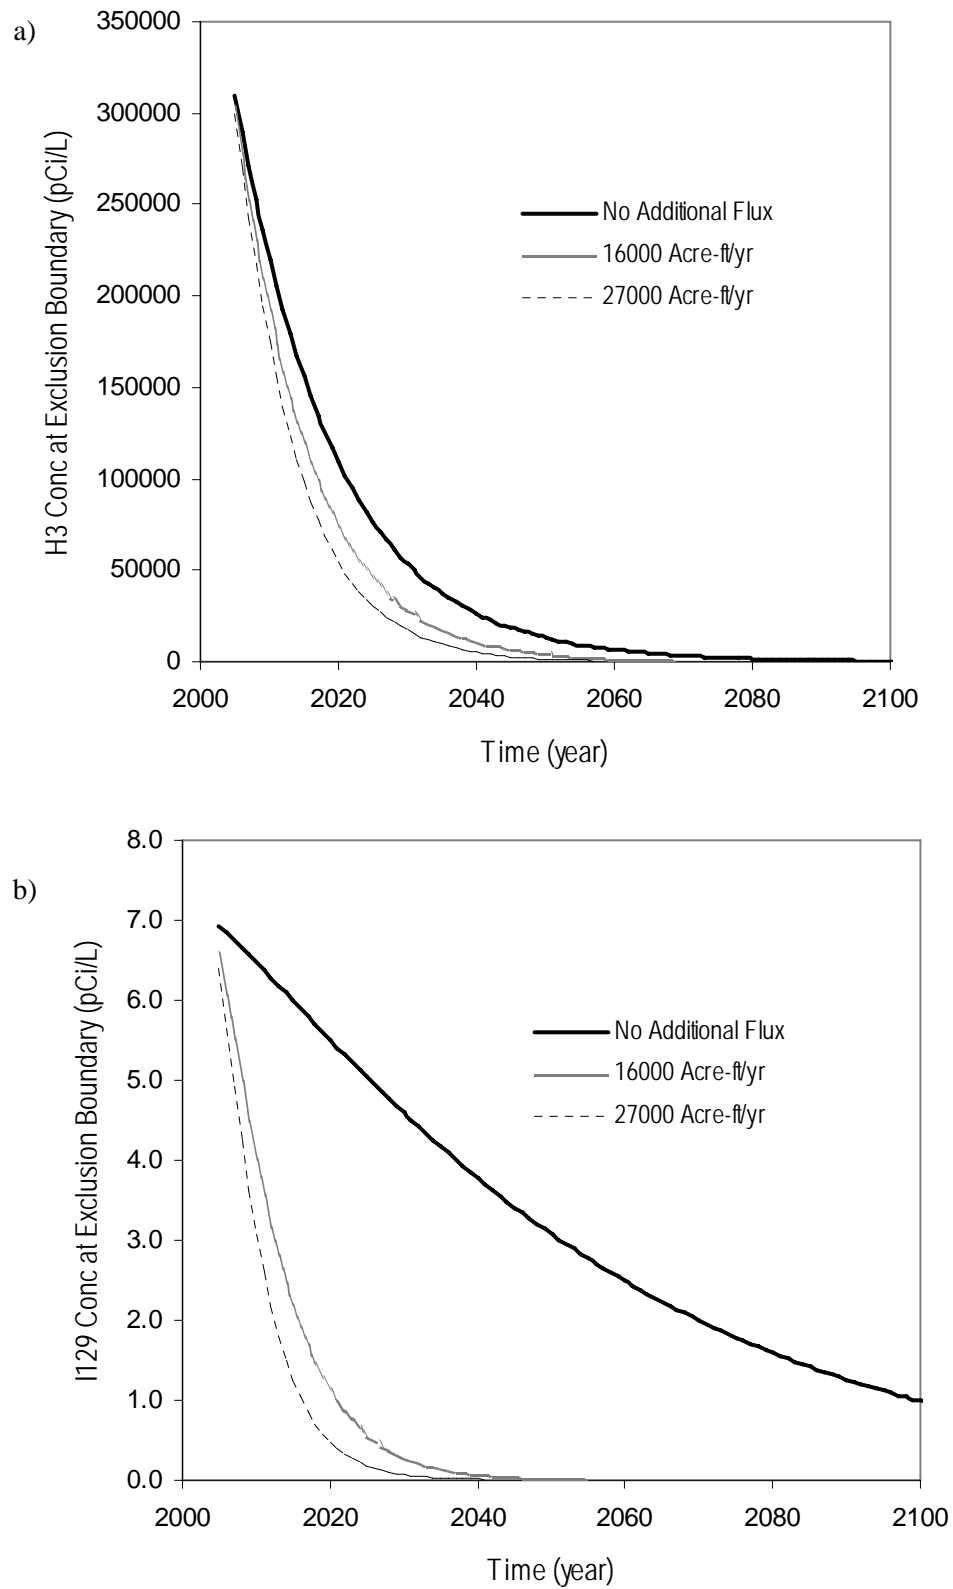 a)
H3 Conc at Exclusion Boundary (pCi/L)
350000
300000
250000
200000
150000
100000
50000
0
No Additional Flux
16000 Acre-ft/yr
27000 Acre-ft/yr
2000 2020 2040 2060 2080 2100
Time (year)
b)
I129 Conc at Exclusion Boundary (pCi/L)
8.0
7.0
6.0
5.0
4.0
3.0
2.0
1.0
0.0
No Additional Flux
16000 Acre-ft/yr
27000 Acre-ft/yr
2000 2020 2040 2060 2080 2100
Time (year)